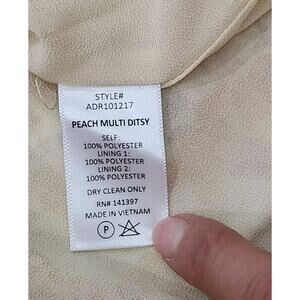 STYLE#
ADR101217
PEACH MULTI DITSY
SELF:
100% POLYESTER
LINING 1:
100% POLYESTER
LINING 2:
100% POLYESTER
DRY CLEAN ONLY
RN# 141397
MADE IN VIETNAM
P